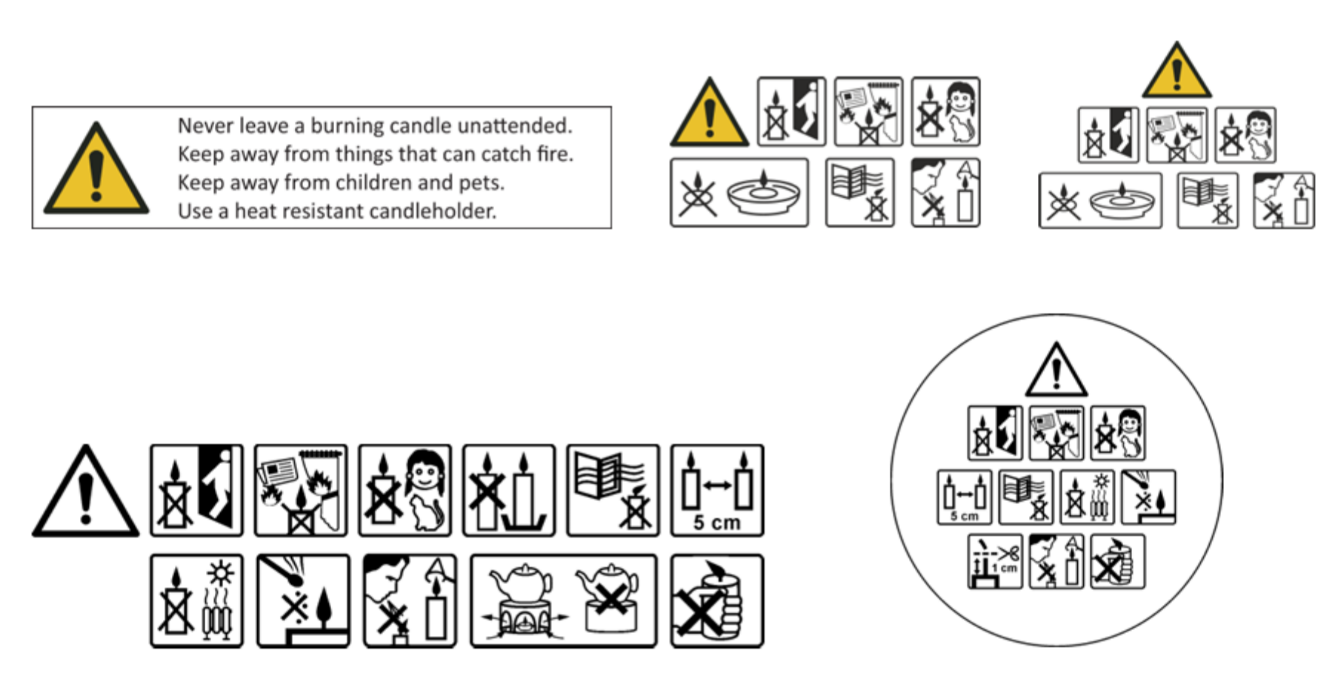 Never leave a burning candle unattended.
Keep away from things that can catch fire.
Keep away from children and pets.
Use a heat resistant candleholder.
5 cm
5 cm
1 cm